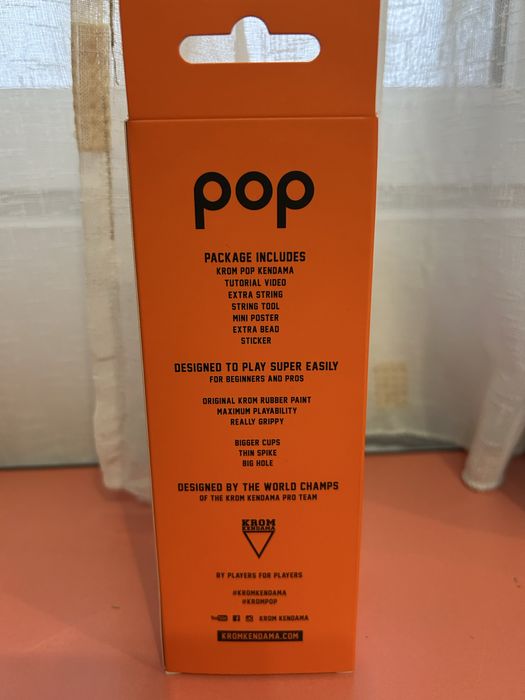 pop
PACKAGE INCLUDES
KROM POP KENDAMA
TUTORIAL VIDEO
EXTRA STRING
STRING TOOL
MINI POSTER
EXTRA BEAD
STICKER
DESIGNED TO PLAY SUPER EASILY
FOR BEGINNERS AND PROS
ORIGINAL KROM RUBBER PAINT
MAXIMUM PLAYABILITY
REALLY GRIPPY
BIGGER CUPS
THIN SPIKE
BIG HOLE
DESIGNED BY THE WORLD CHAMPS
OF THE KROM KENDAMA PRO TEAM
KROM
KENDAMA
BY PLAYERS FOR PLAYERS
#KROMKENDAMA
#KROMPOP
YouTube KROM KENDAMA
KROMKENDAMA.COM